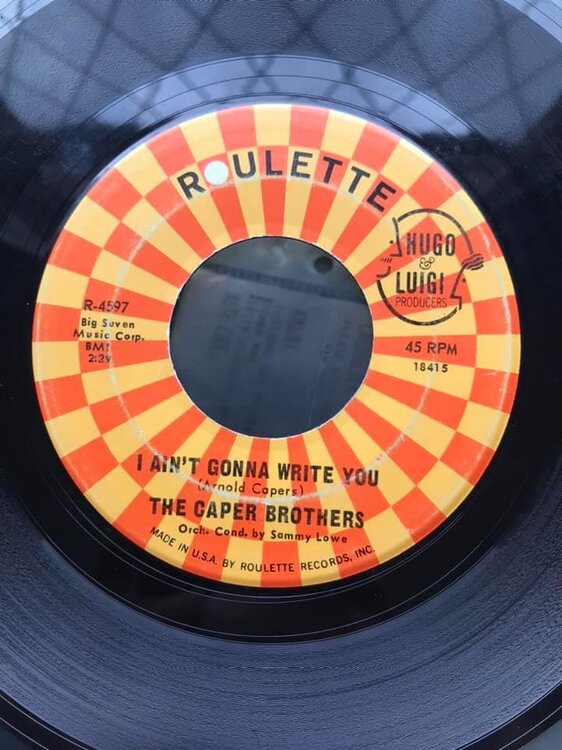 ROULETTE
HUGO
&
LUIGI
PRODUCERS
R-4597
Big Seven
Music Corp.
BMI
2:29
45 RPM
18415
I AIN'T GONNA WRITE YOU
(Arnold Capers)
THE CAPER BROTHERS
Orch. Cond. by Sammy Lowe
MADE IN U.S.A. BY ROULETTE RECORDS, INC.